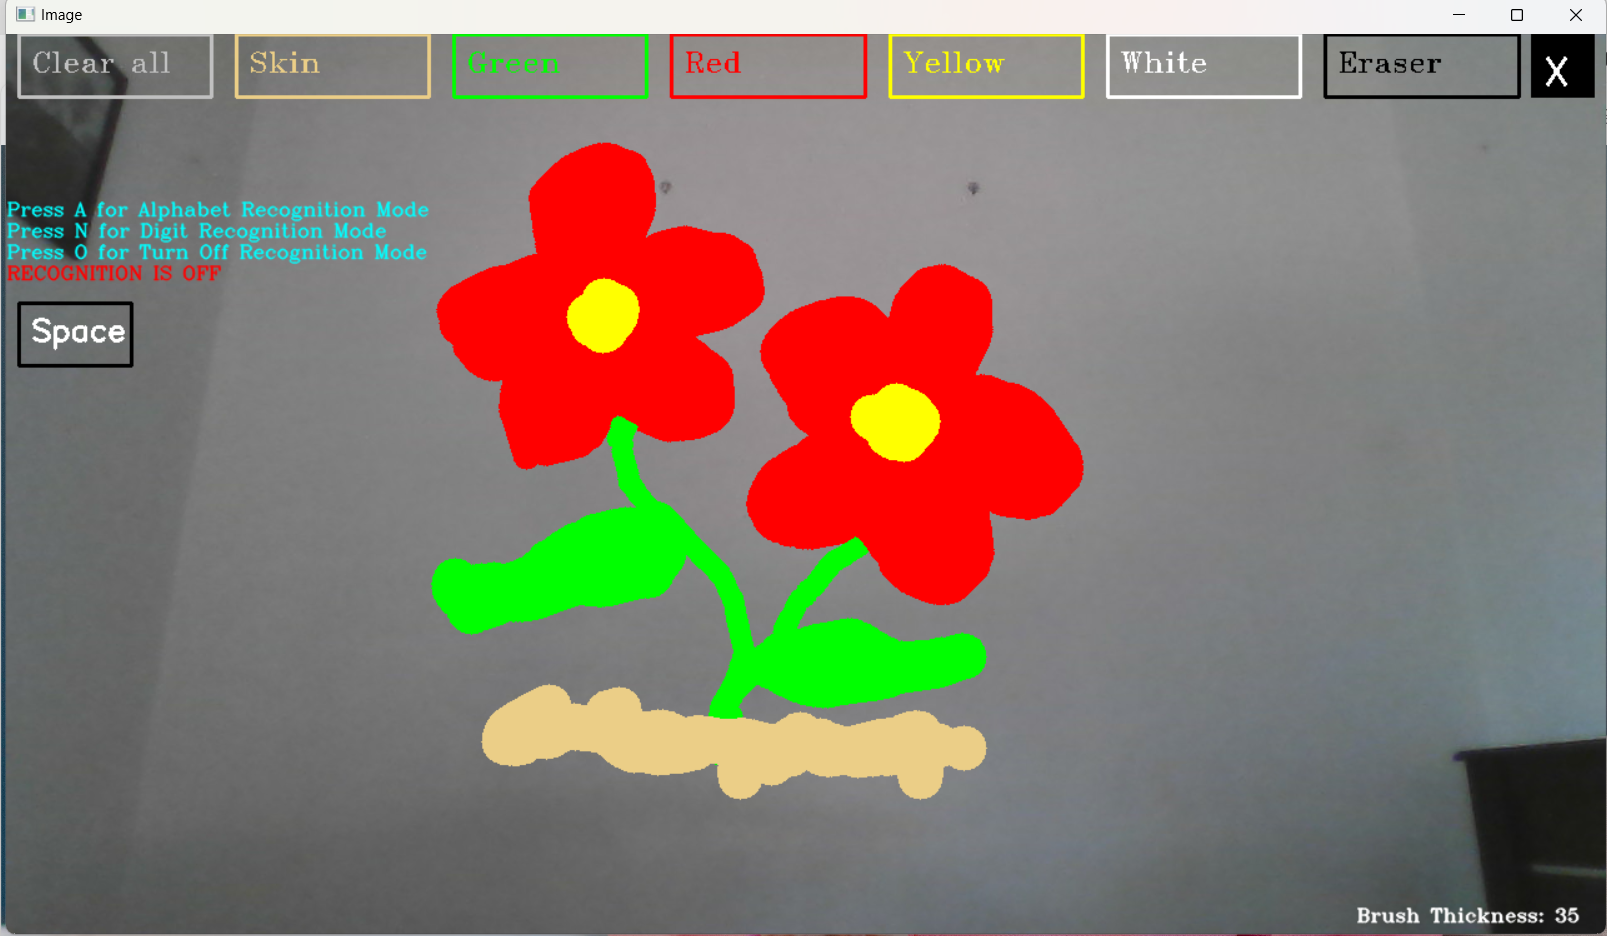 Image
Clear all
Skin
Green
Red
Yellow
White
Eraser
X
Press A for Alphabet Recognition Mode
Press N for Digit Recognition Mode
Press O for Turn Off Recognition Mode
RECOGNITION IS OFF
Space
Brush Thickness: 35